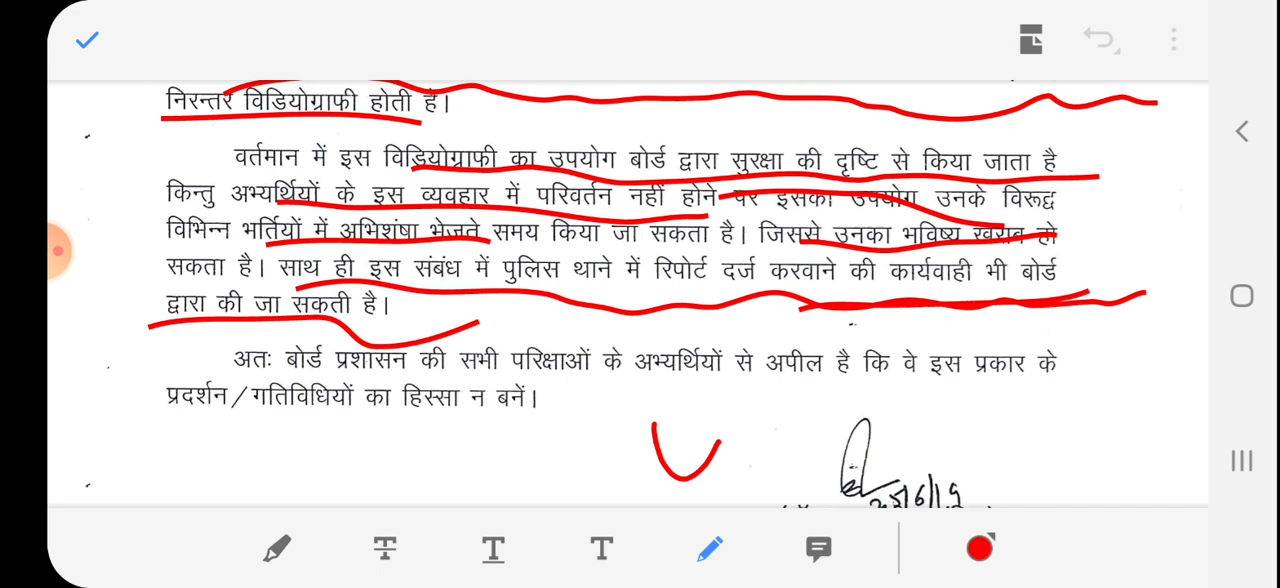 निरन्तर विडियोग्राफी होती है।
वर्तमान में इस विडियोग्राफी का उपयोग बोर्ड द्वारा सुरक्षा की दृष्टि से किया जाता है
किन्तु अभ्यर्थियों के इस व्यवहार में परिवर्तन नहीं होने पर इसका उपयोग उनके विरूद्व
विभिन्न भर्तियों में अभिशंषा भेजते समय किया जा सकता है। जिससे उनका भविष्य खराब हो
सकता है। साथ ही इस संबंध में पुलिस थाने में रिपोर्ट दर्ज करवाने की कार्यवाही भी बोर्ड
द्वारा की जा सकती है।
अतः बोर्ड प्रशासन की सभी परिक्षाओं के अभ्यर्थियों से अपील है कि वे इस प्रकार के
प्रदर्शन/गतिविधियों का हिस्सा न बनें।